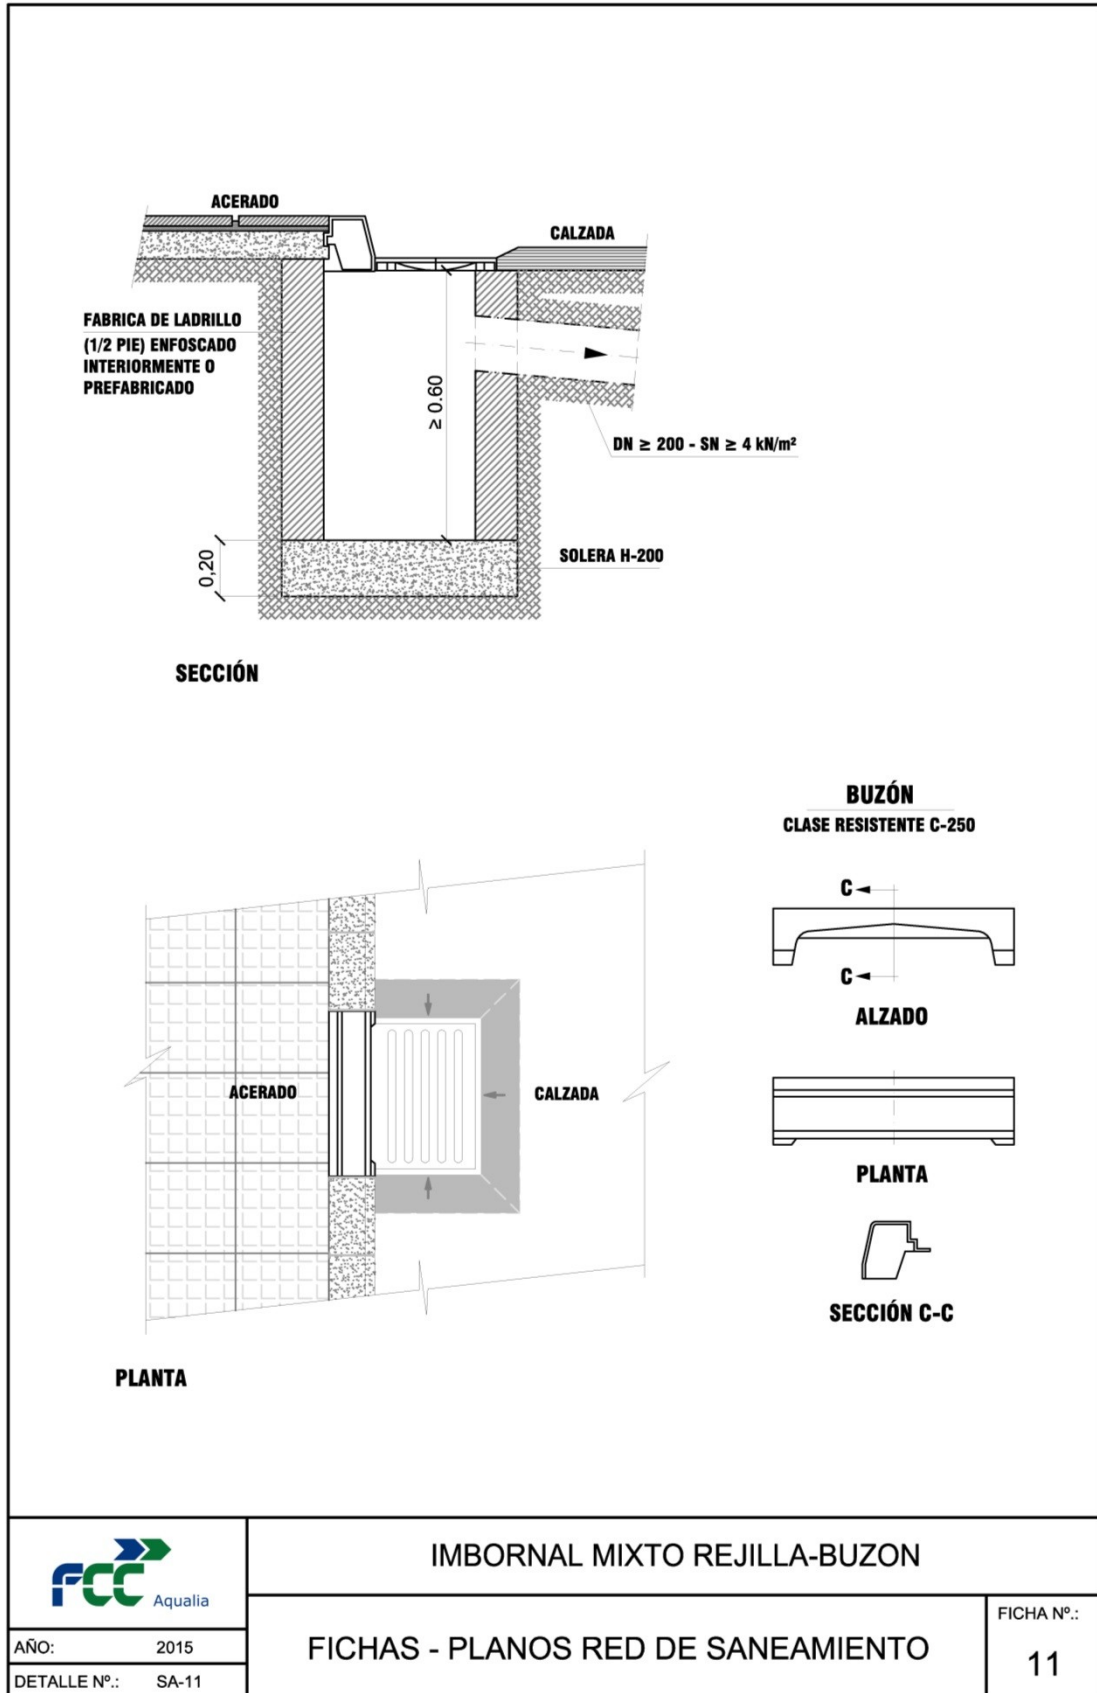 ACERADO
CALZADA
FABRICA DE LADRILLO
(1/2 PIE) ENFOSCADO
INTERIORMENTE O
PREFABRICADO
≥ 0.60
DN ≥ 200 - SN ≥ 4 kN/m²
0,20
SOLERA H-200
SECCIÓN
BUZÓN
CLASE RESISTENTE C-250
C
C
ALZADO
ACERADO
CALZADA
PLANTA
SECCIÓN C-C
PLANTA
FCC
Aqualia
IMBORNAL MIXTO REJILLA-BUZON
AÑO: 2015
DETALLE Nº.: SA-11
FICHAS - PLANOS RED DE SANEAMIENTO
FICHA Nº.:
11